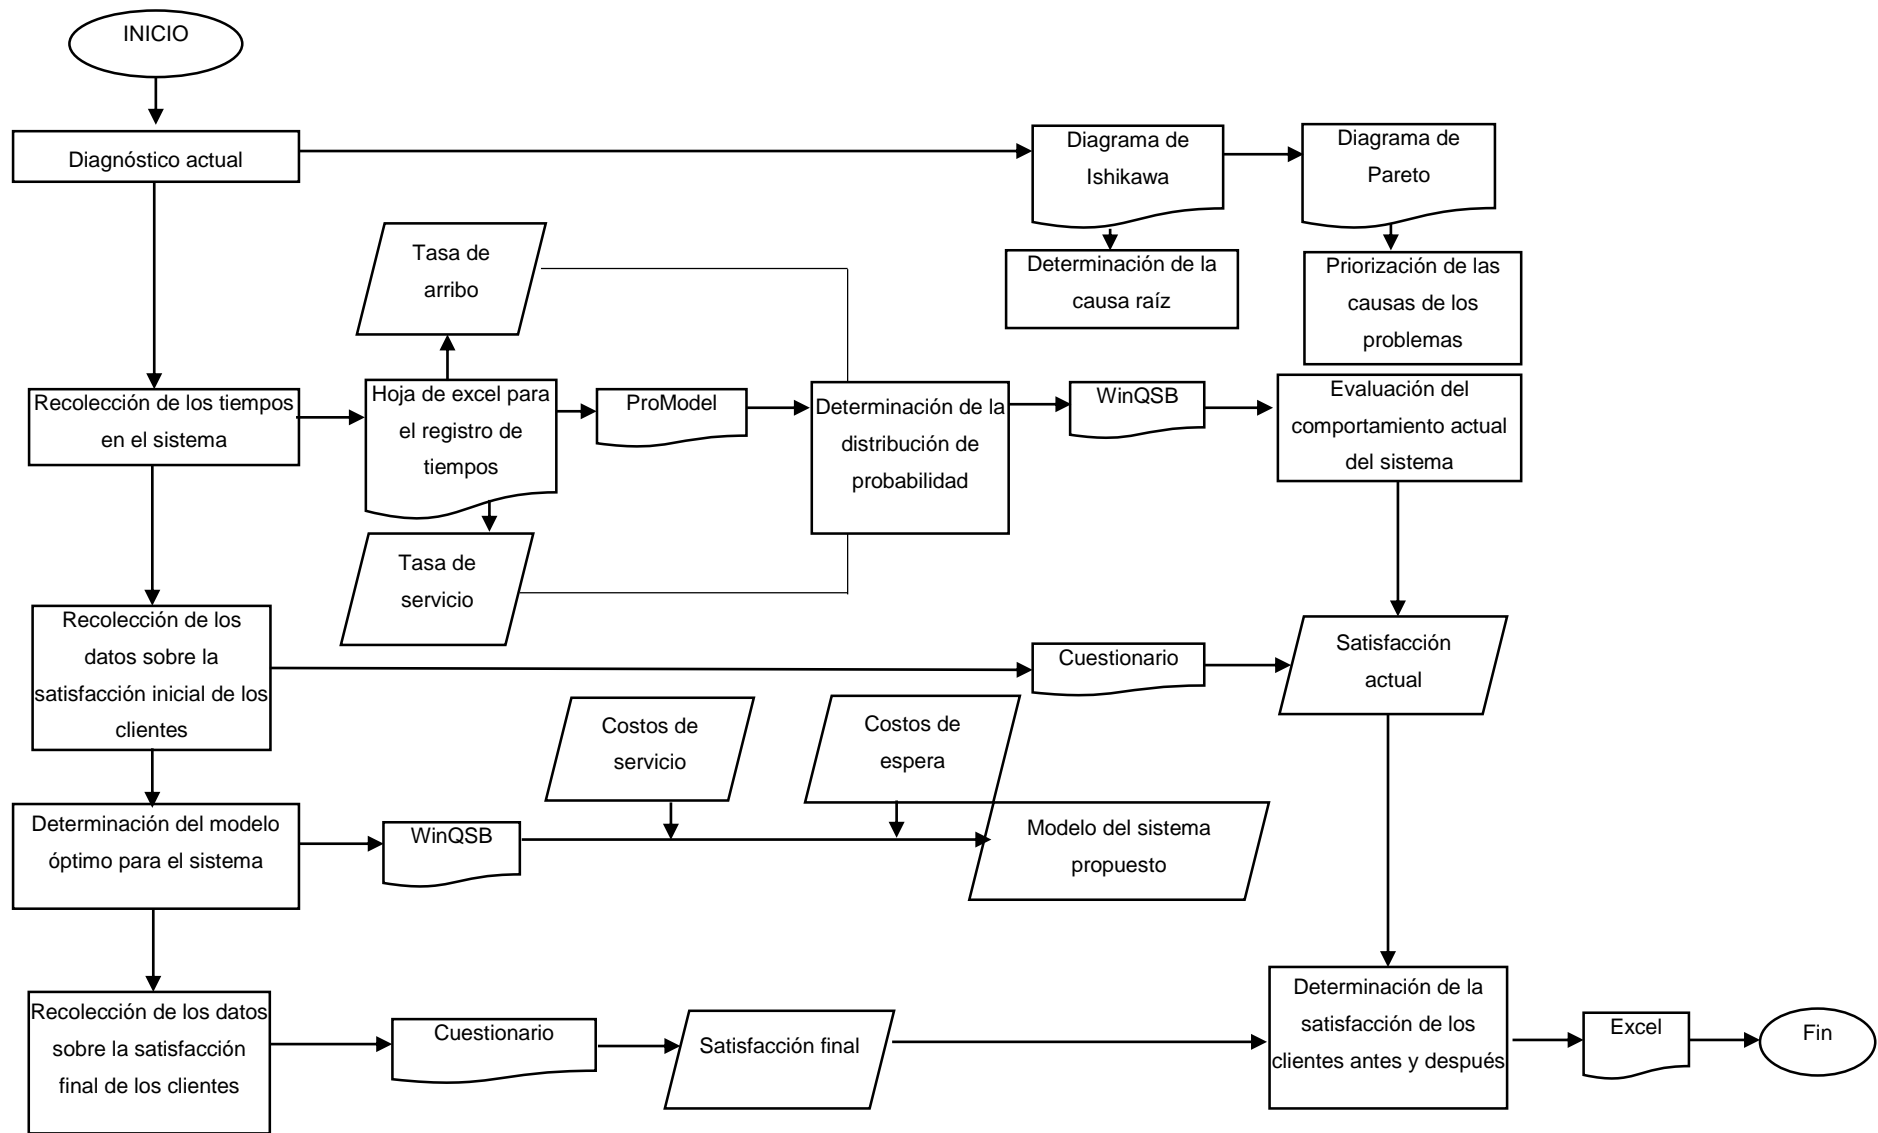 INICIO
Diagnóstico actual
Diagrama de
Ishikawa
Diagrama de
Pareto
Determinación de la
causa raíz
Priorización de las
causas de los
problemas
Tasa de
arribo
Recolección de los tiempos
en el sistema
Hoja de excel para
el registro de
tiempos
ProModel
Determinación de la
distribución de
probabilidad
WinQSB
Evaluación del
comportamiento actual
del sistema
Tasa de
servicio
Recolección de los
datos sobre la
satisfacción inicial de los
clientes
Cuestionario
Satisfacción
actual
Costos de
servicio
Costos de
espera
Determinación del modelo
óptimo para el sistema
WinQSB
Modelo del sistema
propuesto
Recolección de los datos
sobre la satisfacción
final de los clientes
Cuestionario
Satisfacción final
Determinación de la
satisfacción de los
clientes antes y después
Excel
Fin